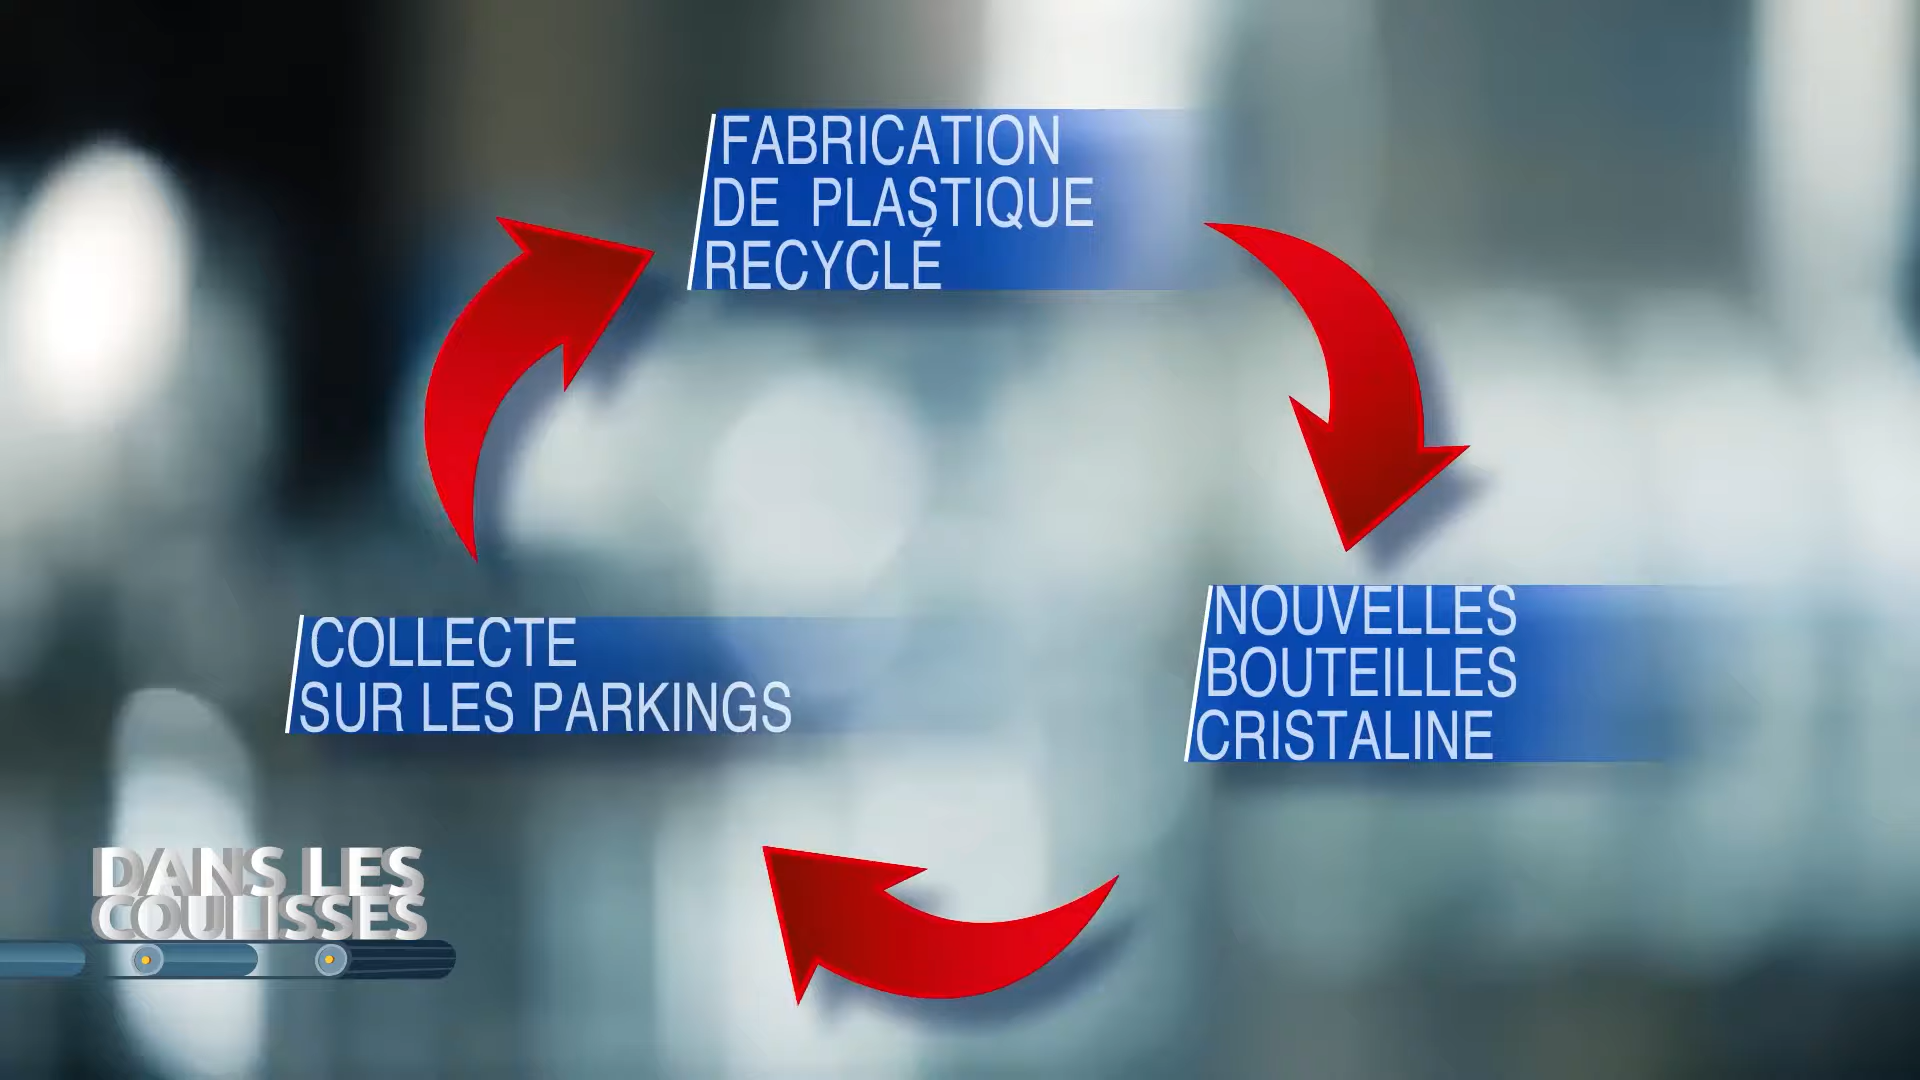 FABRICATION
DE PLASTIQUE
RECYCLÉ
COLLECTE
SUR LES PARKINGS
NOUVELLES
BOUTEILLES
CRISTALINE
DANS LES
COULISSES